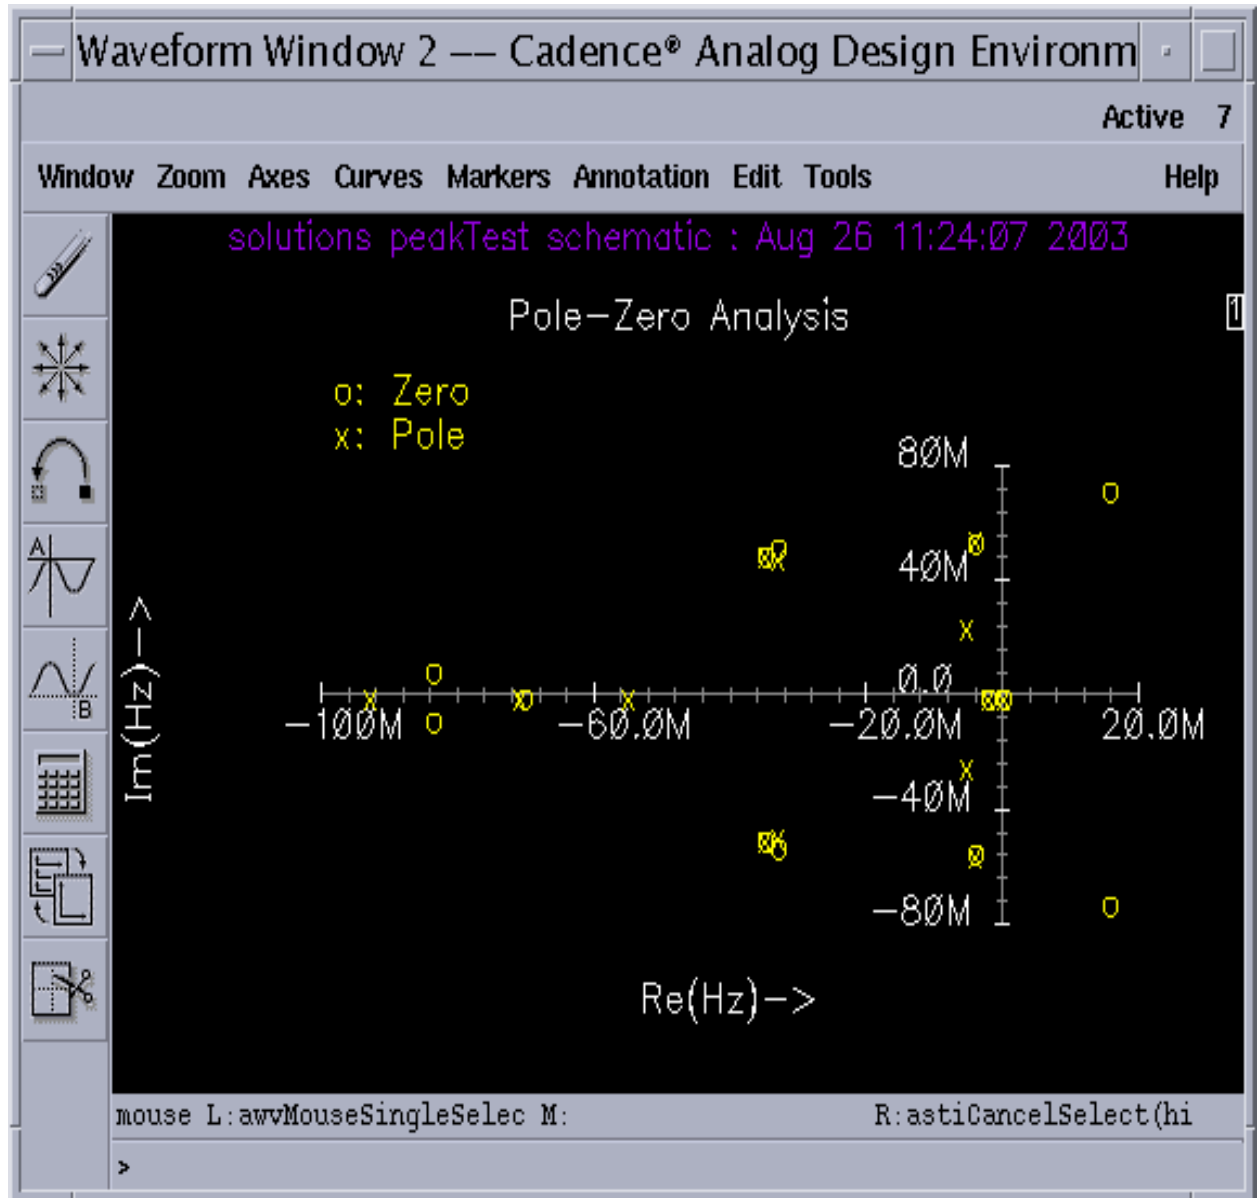 Waveform Window 2 –– Cadence® Analog Design Environm
Active 7
Window Zoom Axes Curves Markers Annotation Edit Tools Help
solutions peakTest schematic : Aug 26 11:24:07 2003
Pole–Zero Analysis
1
o: Zero
x: Pole
80M
40M
0.0
–100M –60.0M –20.0M 20.0M
–40M
–80M
Im(Hz)–>
Re(Hz)–>
A
B
mouse L:awvMouseSingleSelec M: R:astiCancelSelect(hi
>